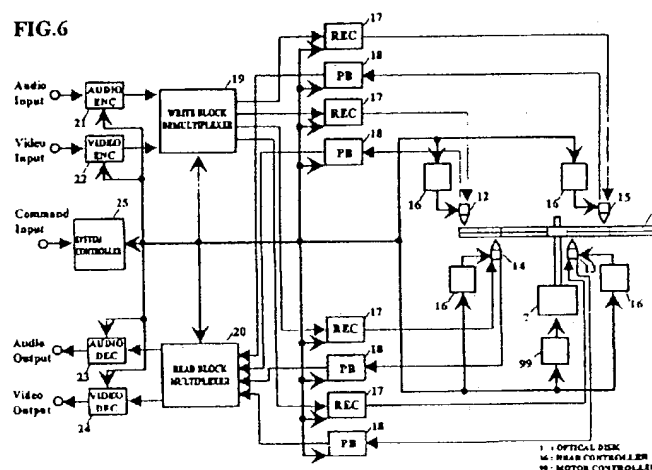 FIG.6
Audio Input
AUDIO ENC
21
Video Input
VIDEO ENC
22
19
WRITE BLOCK DEMULTIPLEXER
REC
17
PB
18
REC
17
PB
18
Command Input
25
SYSTEM CONTROLLER
16
12
16
15
14
16
16
7
99
Audio Output
AUDIO DEC
23
Video Output
VIDEO DEC
24
20
READ BLOCK MULTIPLEXER
REC
17
PB
18
REC
17
PB
18
: OPTICAL DISK
16 : HEAD CONTROLLER
99 : MOTOR CONTROLLER